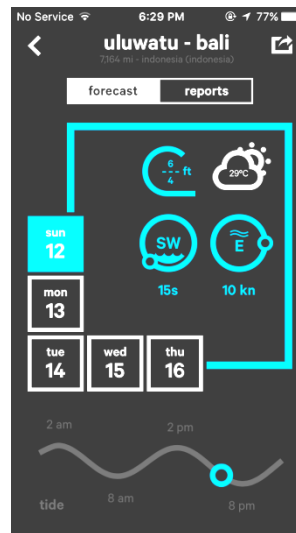 No Service 6:29 PM 77%
uluwatu - bali
7,164 mi - indonesia (indonesia)
forecast reports
6
4 ft
29°C
sun
12
SW
E
15s
10 kn
mon
13
tue
14
wed
15
thu
16
2 am
2 pm
tide
8 am
8 pm